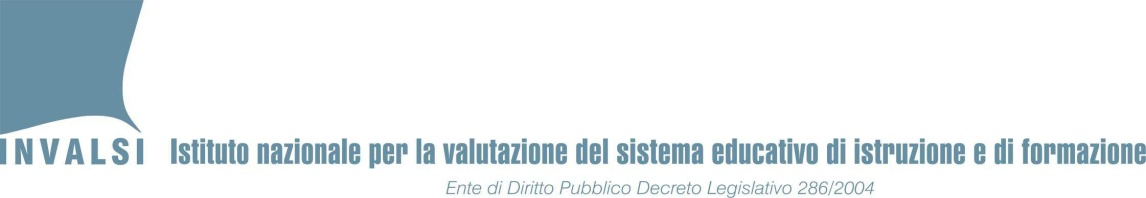 INVALSI Istituto nazionale per la valutazione del sistema educativo di istruzione e di formazione
Ente di Diritto Pubblico Decreto Legislativo 286/2004